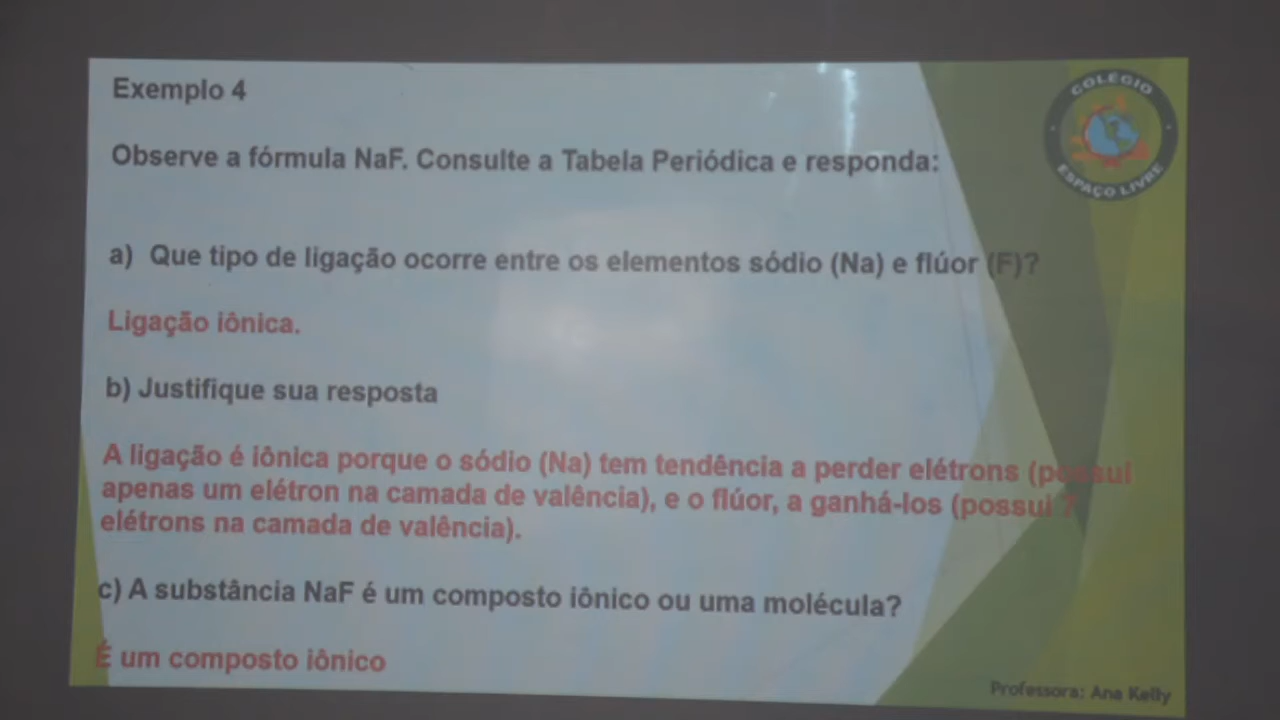 Exemplo 4
COLÉGIO
ESPAÇO LIVRE
Observe a fórmula NaF. Consulte a Tabela Periódica e responda:
a) Que tipo de ligação ocorre entre os elementos sódio (Na) e flúor (F)?
Ligação iônica.
b) Justifique sua resposta
A ligação é iônica porque o sódio (Na) tem tendência a perder elétrons (possui
apenas um elétron na camada de valência), e o flúor, a ganhá-los (possui 7
elétrons na camada de valência).
c) A substância NaF é um composto iônico ou uma molécula?
É um composto iônico
Professora: Ana Kelly